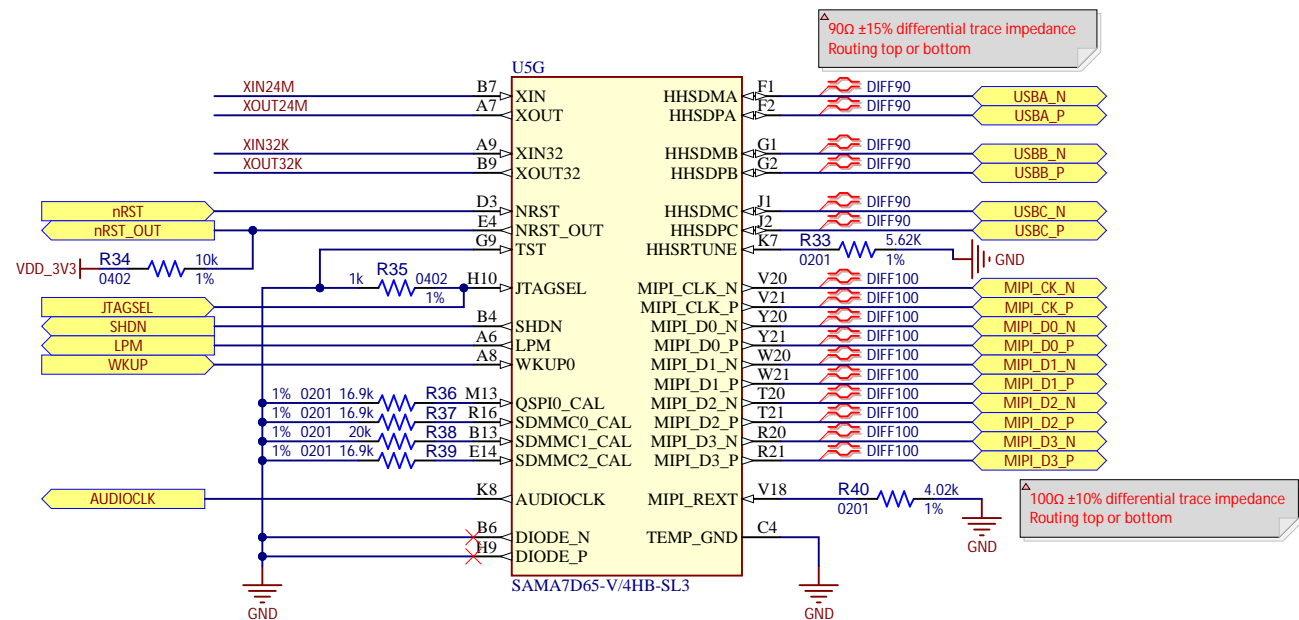 90Ω ±15% differential trace impedance
Routing top or bottom
U5G
XIN24M B7 XIN HHSDMA F1 DIFF90 USBA_N
XOUT24M A7 XOUT HHSDPA F2 DIFF90 USBA_P
XIN32K A9 XIN32 HHSDMB G1 DIFF90 USBB_N
XOUT32K B9 XOUT32 HHSDPB G2 DIFF90 USBB_P
nRST D3 NRST HHSDMC J1 DIFF90 USBC_N
nRST_OUT E4 NRST_OUT HHSDPC J2 DIFF90 USBC_P
G9 TST HHSRTUNE K7 R33 5.62K
0201 1% GND
VDD_3V3 R34 10k
0402 1%
1k R35 0402 H10 JTAGSEL MIPI_CLK_N V20 DIFF100 MIPI_CK_N
1%
JTAGSEL MIPI_CLK_P V21 DIFF100 MIPI_CK_P
SHDN B4 SHDN MIPI_D0_N Y20 DIFF100 MIPI_D0_N
LPM A6 LPM MIPI_D0_P Y21 DIFF100 MIPI_D0_P
WKUP A8 WKUP0 MIPI_D1_N W20 DIFF100 MIPI_D1_N
MIPI_D1_P W21 DIFF100 MIPI_D1_P
1% 0201 16.9k R36 M13 QSPI0_CAL MIPI_D2_N T20 DIFF100 MIPI_D2_N
1% 0201 16.9k R37 R16 SDMMC0_CAL MIPI_D2_P T21 DIFF100 MIPI_D2_P
1% 0201 20k R38 B13 SDMMC1_CAL MIPI_D3_N R20 DIFF100 MIPI_D3_N
1% 0201 16.9k R39 E14 SDMMC2_CAL MIPI_D3_P R21 DIFF100 MIPI_D3_P
AUDIOCLK K8 AUDIOCLK MIPI_REXT V18 R40 4.02k
0201 1%
GND
100Ω ±10% differential trace impedance
Routing top or bottom
B6 DIODE_N TEMP_GND C4
H9 DIODE_P
SAMA7D65-V/4HB-SL3
GND
GND